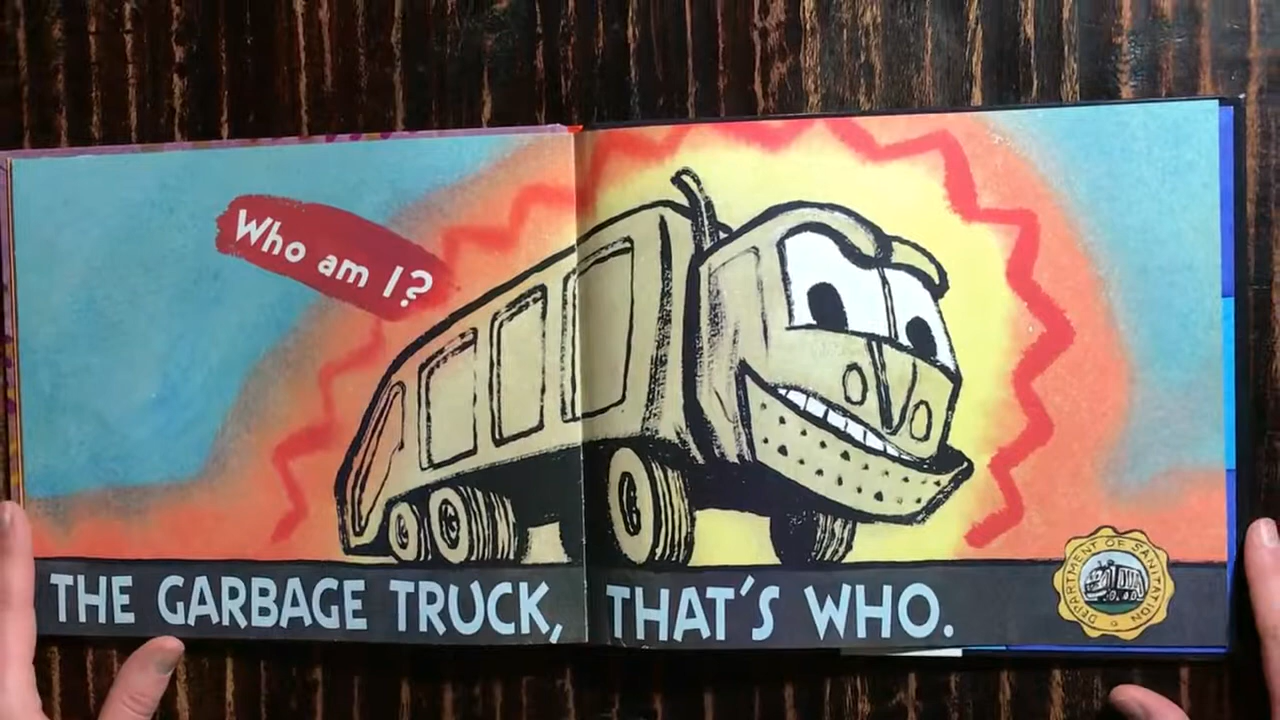 Who am I?
THE GARBAGE TRUCK, THAT'S WHO.
DEPARTMENT OF SANITATION